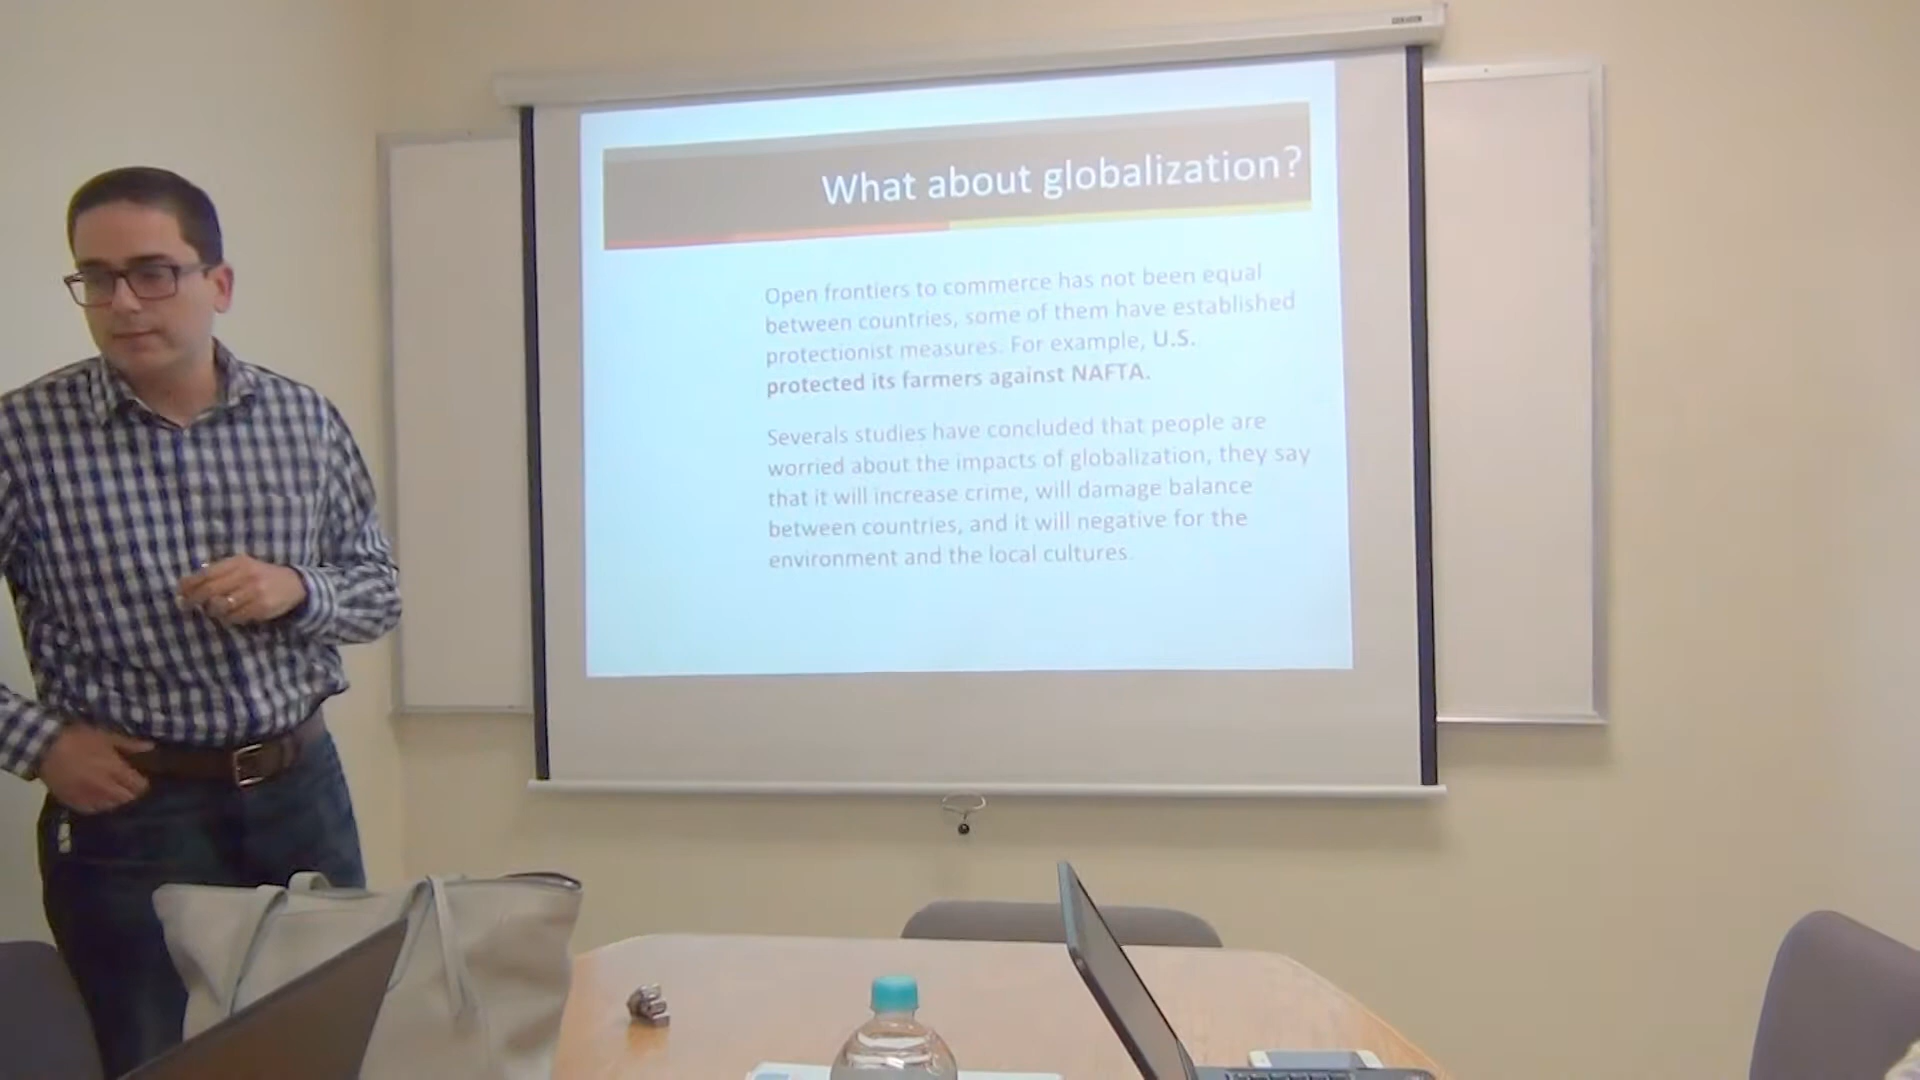 What about globalization?
Open frontiers to commerce has not been equal
between countries, some of them have established
protectionist measures. For example, U.S.
protected its farmers against NAFTA.
Severals studies have concluded that people are
worried about the impacts of globalization, they say
that it will increase crime, will damage balance
between countries, and it will negative for the
environment and the local cultures.